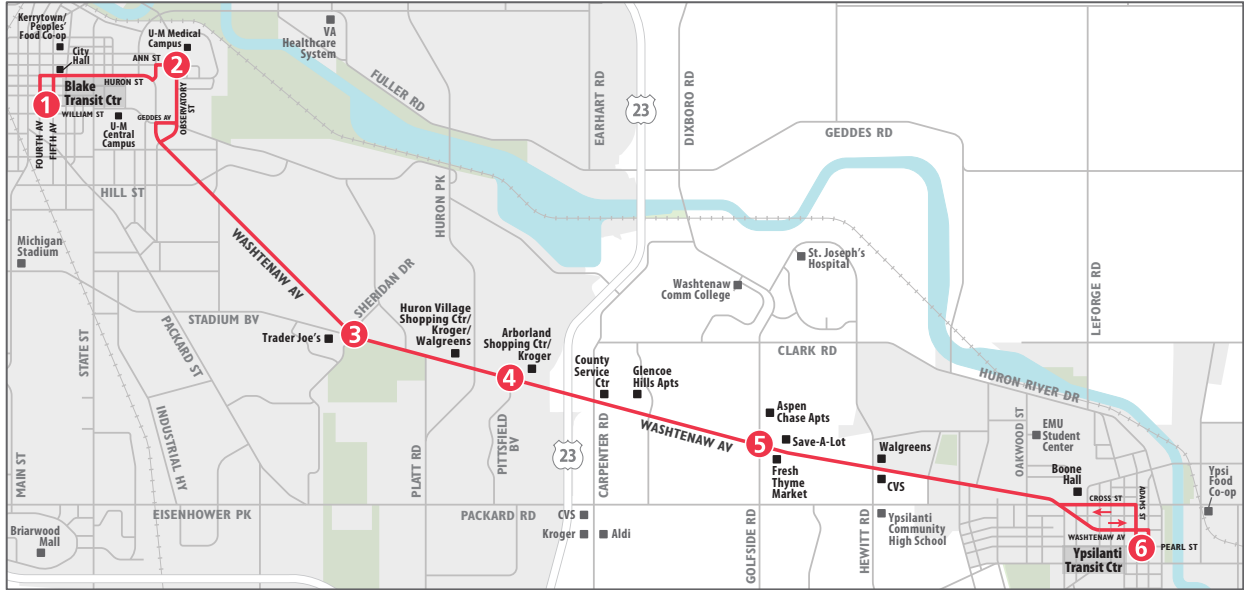 Kerrytown/
Peoples'
Food Co-op
City
Hall
U-M Medical
Campus
ANN ST
2
HURON ST
1
Blake
Transit Ctr
WILLIAM ST
GEDDES AV
OBSERVATORY
ST
U-M
Central
Campus
FOURTH AV
FIFTH AV
VA
Healthcare
System
FULLER RD
EARHART RD
23
DIXBORO RD
GEDDES RD
HILL ST
HURON PK
Michigan
Stadium
WASHTENAW AV
SHERIDAN DR
STADIUM BV
Trader Joe's
3
Huron Village
Shopping Ctr/
Kroger/
Walgreens
Arborland
Shopping Ctr/
Kroger
4
County
Service
Ctr
Glencoe
Hills Apts
Washtenaw
Comm College
St. Joseph's
Hospital
LEFORGE RD
CLARK RD
HURON RIVER DR
STATE ST
PACKARD ST
INDUSTRIAL HY
MAIN ST
PLATT RD
PITTSFIELD
BV
23
CARPENTER RD
WASHTENAW AV
5
Aspen
Chase Apts
Save-A-Lot
Fresh
Thyme
Market
Walgreens
CVS
OAKWOOD ST
EMU
Student
Center
Boone
Hall
CROSS ST
ADAMS ST
Ypsi
Food
Co-op
EISENHOWER PK
PACKARD RD
CVS
Kroger
Aldi
GOLFSIDE RD
HEWITT RD
Ypsilanti
Community
High School
WASHTENAW AV
6
PEARL ST
Ypsilanti
Transit Ctr
Briarwood
Mall